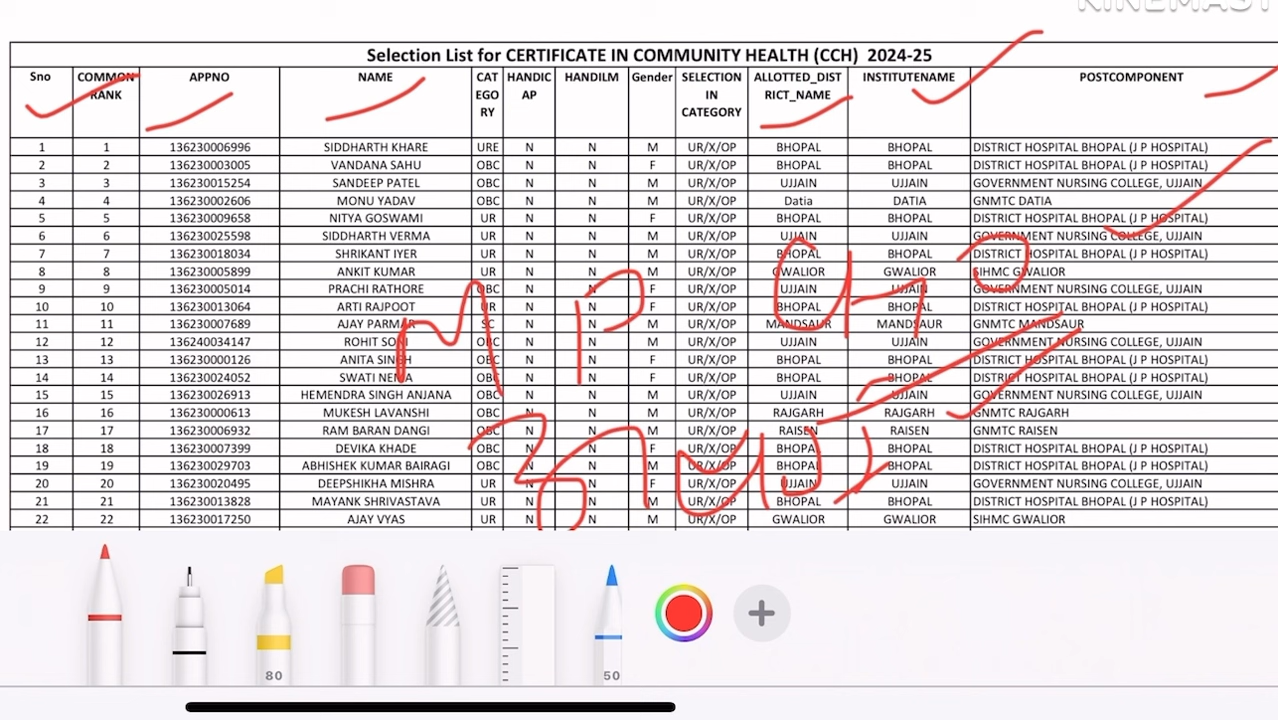 KINEMAST
Selection List for CERTIFICATE IN COMMUNITY HEALTH (CCH) 2024-25
Sno COMMON RANK APPNO NAME CATEGORY HANDICAP HANDILM Gender SELECTION IN CATEGORY ALLOTTED_DISTRICT_NAME INSTITUTENAME POSTCOMPONENT
1 1 136230006996 SIDDHARTH KHARE URE N N M UR/X/OP BHOPAL BHOPAL DISTRICT HOSPITAL BHOPAL (J P HOSPITAL)
2 2 136230003005 VANDANA SAHU OBC N N F UR/X/OP BHOPAL BHOPAL DISTRICT HOSPITAL BHOPAL (J P HOSPITAL)
3 3 136230015254 SANDEEP PATEL OBC N N M UR/X/OP UJJAIN UJJAIN GOVERNMENT NURSING COLLEGE, UJJAIN
4 4 136230002606 MONU YADAV OBC N N M UR/X/OP Datia DATIA GNMTC DATIA
5 5 136230009658 NITYA GOSWAMI UR N N F UR/X/OP BHOPAL BHOPAL DISTRICT HOSPITAL BHOPAL (J P HOSPITAL)
6 6 136230025598 SIDDHARTH VERMA UR N N M UR/X/OP UJJAIN UJJAIN GOVERNMENT NURSING COLLEGE, UJJAIN
7 7 136230018034 SHRIKANT IYER UR N N M UR/X/OP BHOPAL BHOPAL DISTRICT HOSPITAL BHOPAL (J P HOSPITAL)
8 8 136230005899 ANKIT KUMAR UR N N M UR/X/OP GWALIOR GWALIOR SIHMC GWALIOR
9 9 136230005014 PRACHI RATHORE OBC N N F UR/X/OP UJJAIN UJJAIN GOVERNMENT NURSING COLLEGE, UJJAIN
10 10 136230013064 ARTI RAJPOOT UR N N F UR/X/OP BHOPAL BHOPAL DISTRICT HOSPITAL BHOPAL (J P HOSPITAL)
11 11 136230007689 AJAY PARMAR SC N N M UR/X/OP MANDSAUR MANDSAUR GNMTC MANDSAUR
12 12 136240034147 ROHIT SONI OBC N N M UR/X/OP UJJAIN UJJAIN GOVERNMENT NURSING COLLEGE, UJJAIN
13 13 136230000126 ANITA SINGH OBC N N F UR/X/OP BHOPAL BHOPAL DISTRICT HOSPITAL BHOPAL (J P HOSPITAL)
14 14 136230024052 SWATI NEMA OBC N N F UR/X/OP BHOPAL BHOPAL DISTRICT HOSPITAL BHOPAL (J P HOSPITAL)
15 15 136230026913 HEMENDRA SINGH ANJANA OBC N N M UR/X/OP UJJAIN UJJAIN GOVERNMENT NURSING COLLEGE, UJJAIN
16 16 136230000613 MUKESH LAVANSHI OBC N N M UR/X/OP RAJGARH RAJGARH GNMTC RAJGARH
17 17 136230006932 RAM BARAN DANGI OBC N N M UR/X/OP RAISEN RAISEN GNMTC RAISEN
18 18 136230007399 DEVIKA KHADE OBC N N F UR/X/OP BHOPAL BHOPAL DISTRICT HOSPITAL BHOPAL (J P HOSPITAL)
19 19 136230029703 ABHISHEK KUMAR BAIRAGI OBC N N M UR/X/OP BHOPAL BHOPAL DISTRICT HOSPITAL BHOPAL (J P HOSPITAL)
20 20 136230020495 DEEPSHIKHA MISHRA UR N N F UR/X/OP UJJAIN UJJAIN GOVERNMENT NURSING COLLEGE, UJJAIN
21 21 136230013828 MAYANK SHRIVASTAVA UR N N M UR/X/OP BHOPAL BHOPAL DISTRICT HOSPITAL BHOPAL (J P HOSPITAL)
22 22 136230017250 AJAY VYAS UR N N M UR/X/OP GWALIOR GWALIOR SIHMC GWALIOR
MP
80 50